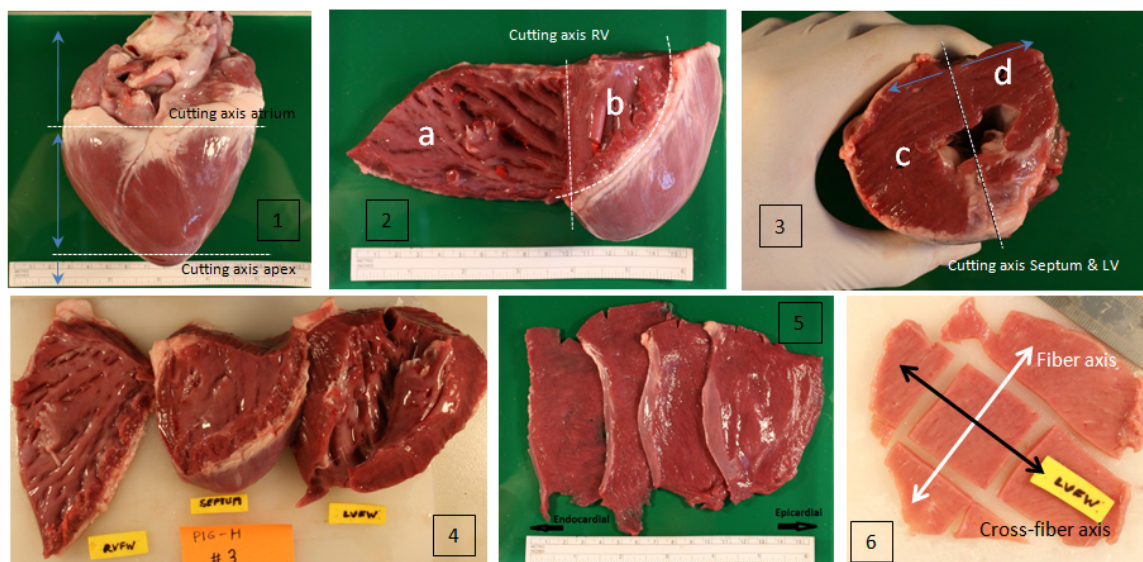 Cutting axis atrium
1
Cutting axis apex
Cutting axis RV
a
b
2
d
c
3
Cutting axis Septum & LV
SEPTUM
LVFW
RVFW
PIG-H
#3
4
5
Endocardial
Epicardial
Fiber axis
LVFW
Cross-fiber axis
6